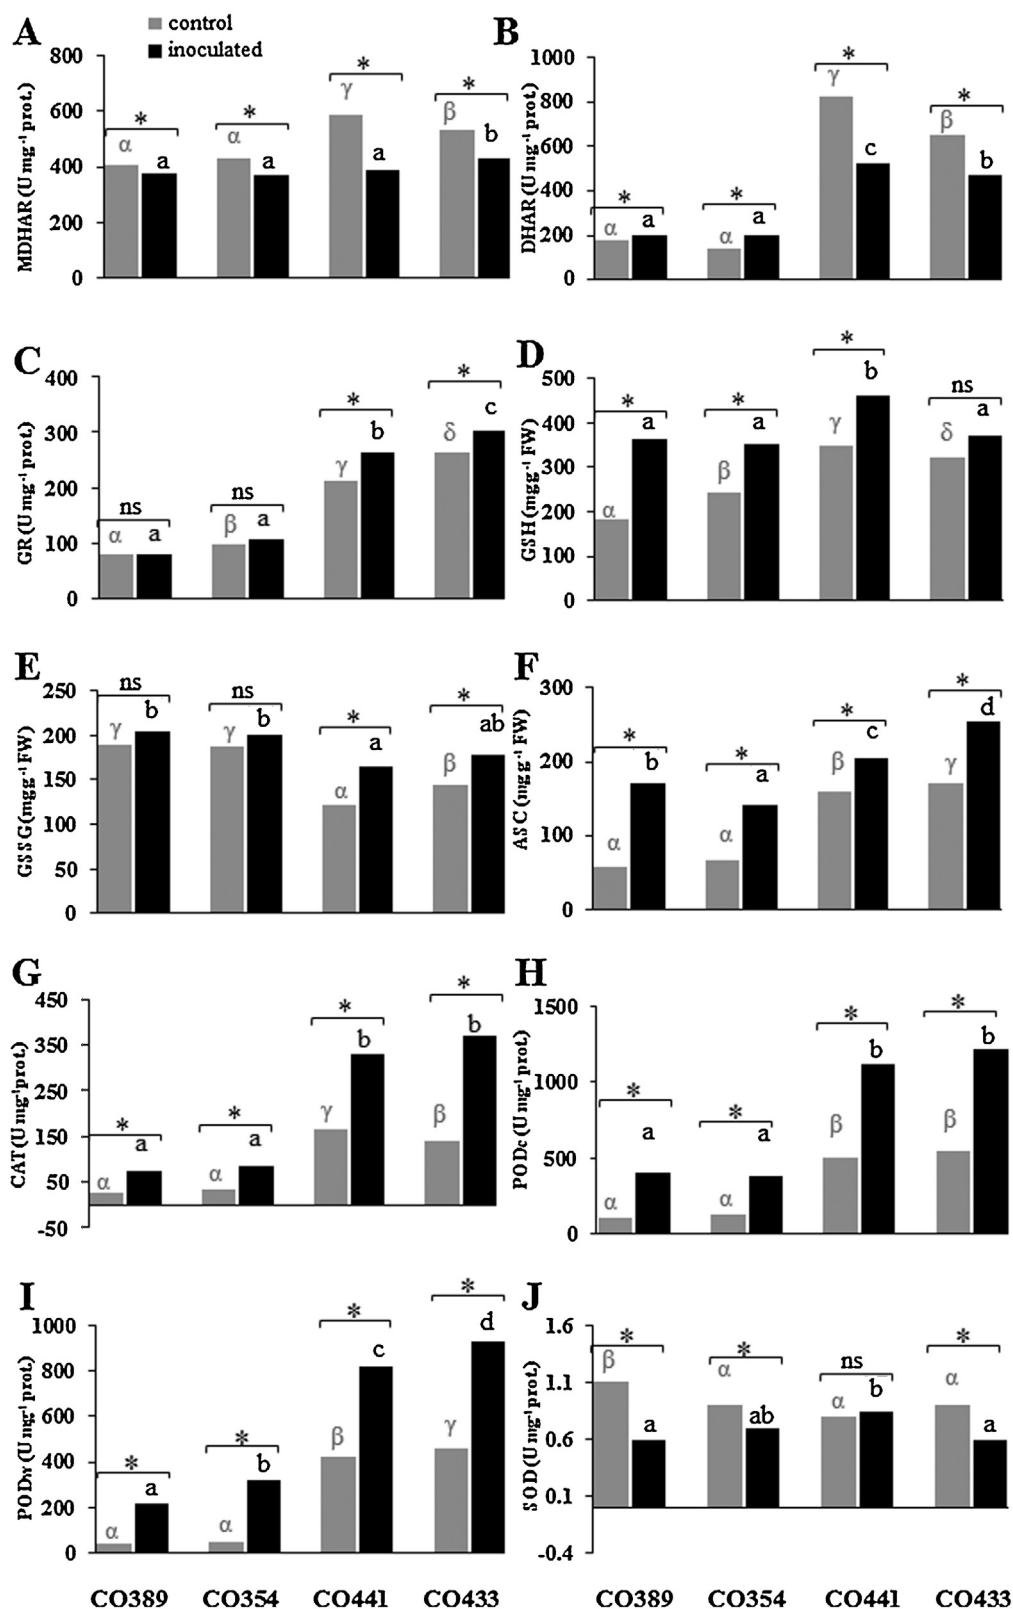 control
inoculated
A
MDHAR (U mg-1 prot.)
800
600
400
200
0
* * * *
α a α a γ a β b
B
DHAR (U mg-1 prot.)
1000
800
600
400
200
0
* * * *
α a α a γ c β b
C
GR (U mg-1 prot.)
400
300
200
100
0
ns ns * *
α a β a γ b δ c
D
GSH (mgg-1 FW)
500
400
300
200
100
0
* * * ns
α a β a γ b δ a
E
GSSG (mgg-1 FW)
250
200
150
100
50
0
ns ns * *
γ b γ b α a β ab
F
ASC (mgg-1 FW)
300
200
100
0
* * * *
α b α a β c γ d
G
CAT (U mg-1 prot.)
450
350
250
150
50
-50
* * * *
α a α a γ b β b
H
PODc (U mg-1 prot.)
1500
1000
500
0
* * * *
α a α a β b β b
I
(U mg-1 prot.)
1000
800
600
400
200
0
* * * *
α a α b β c γ d
J
SOD (U mg-1 prot.)
1.6
1.1
0.6
0.1
-0.4
* * ns *
β a α ab α b α a
CO389 CO354 CO441 CO433
CO389 CO354 CO441 CO433